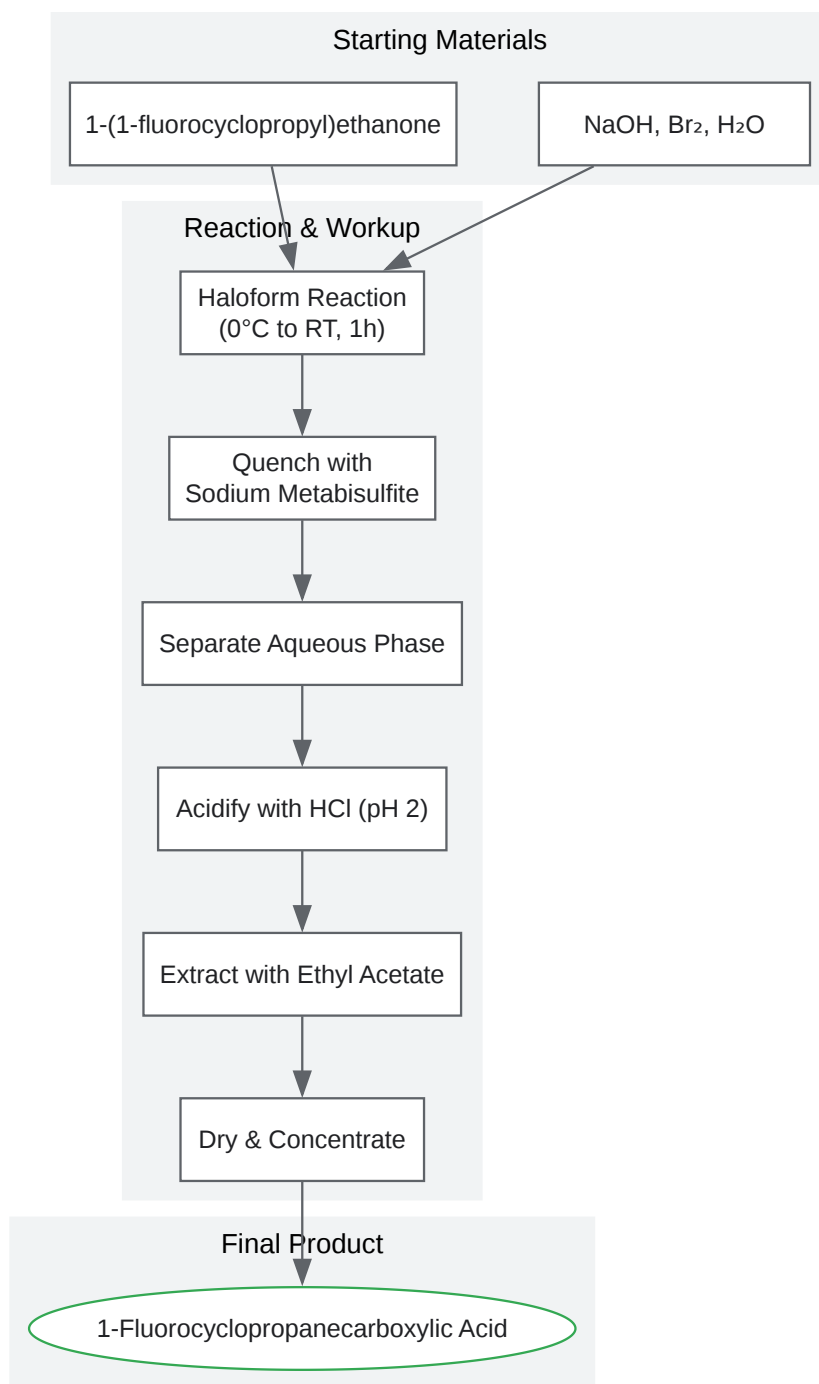 Starting Materials
1-(1-fluorocyclopropyl)ethanone
NaOH, Br₂, H₂O
Reaction & Workup
Haloform Reaction
(0°C to RT, 1h)
Quench with
Sodium Metabisulfite
Separate Aqueous Phase
Acidify with HCl (pH 2)
Extract with Ethyl Acetate
Dry & Concentrate
Final Product
1-Fluorocyclopropanecarboxylic Acid